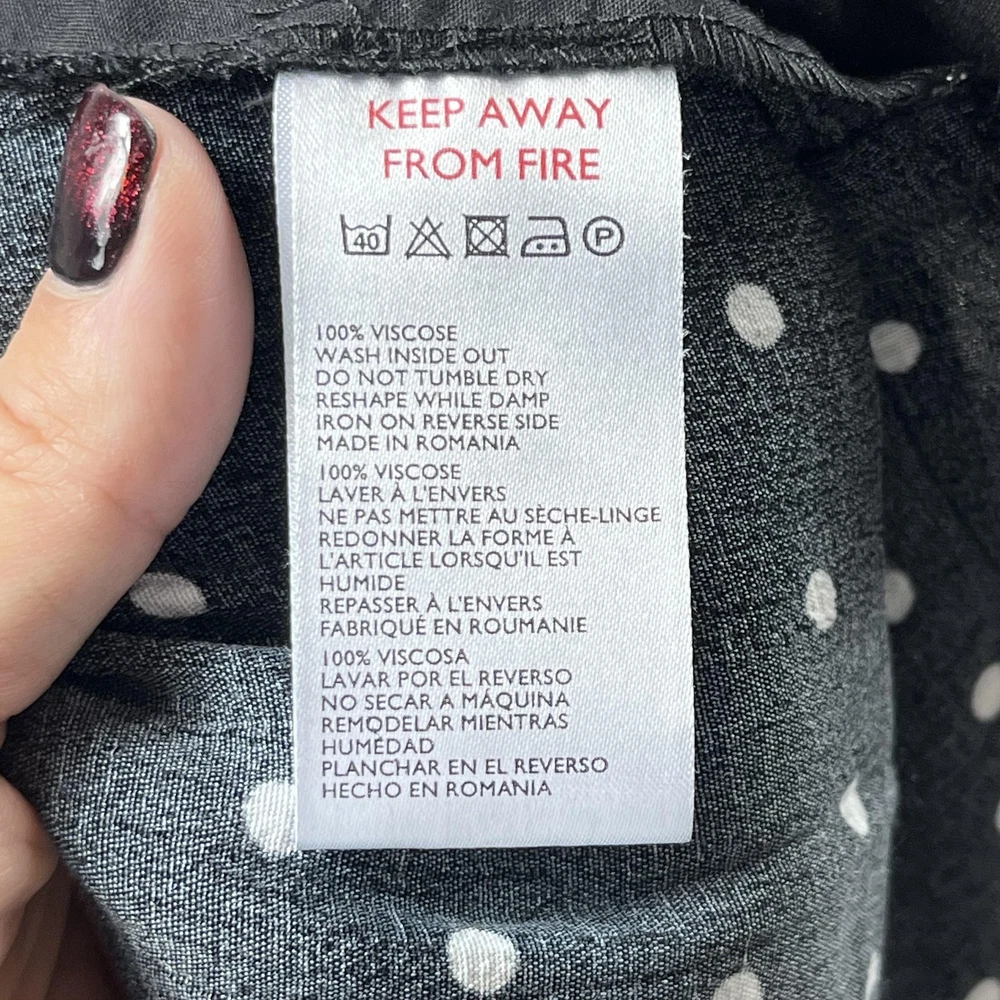 KEEP AWAY
FROM FIRE
40 P
100% VISCOSE
WASH INSIDE OUT
DO NOT TUMBLE DRY
RESHAPE WHILE DAMP
IRON ON REVERSE SIDE
MADE IN ROMANIA
100% VISCOSE
LAVER À L'ENVERS
NE PAS METTRE AU SÈCHE-LINGE
REDONNER LA FORME À
L'ARTICLE LORSQU'IL EST
HUMIDE
REPASSER À L'ENVERS
FABRIQUÉ EN ROUMANIE
100% VISCOSA
LAVAR POR EL REVERSO
NO SECAR A MÁQUINA
REMODELAR MIENTRAS
HUMÉDAD
PLANCHAR EN EL REVERSO
HECHO EN ROMANIA